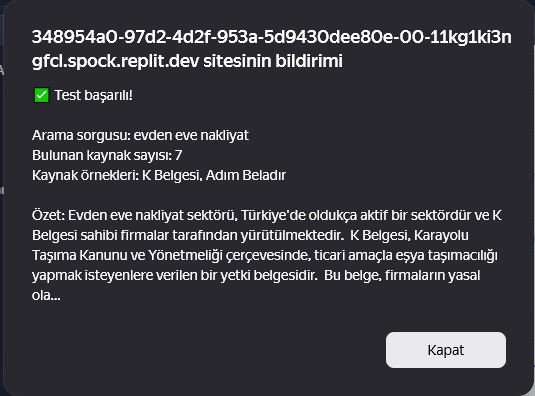 348954a0-97d2-4d2f-953a-5d9430dee80e-00-11kg1ki3n
gfcl.spock.replit.dev sitesinin bildirimi
✅ Test başarılı!
Arama sorgusu: evden eve nakliyat
Bulunan kaynak sayısı: 7
Kaynak örnekleri: K Belgesi, Adım Beladır
Özet: Evden eve nakliyat sektörü, Türkiye'de oldukça aktif bir sektördür ve K
Belgesi sahibi firmalar tarafından yürütülmektedir.  K Belgesi, Karayolu
Taşıma Kanunu ve Yönetmeliği çerçevesinde, ticari amaçla eşya taşımacılığı
yapmak isteyenlere verilen bir yetki belgesidir.  Bu belge, firmaların yasal
ola...
Kapat